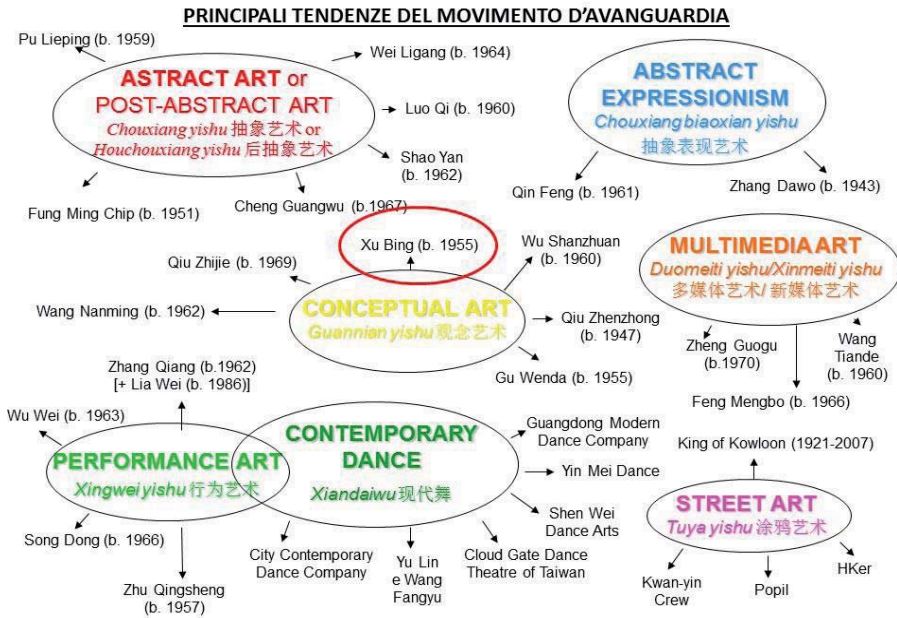 PRINCIPALI TENDENZE DEL MOVIMENTO D'AVANGUARDIA
Pu Lieping (b. 1959)
Wei Ligang (b. 1964)
ASTRACT ART or
POST-ABSTRACT ART
Chouxiang yishu 抽象艺术 or
Houchouxiang yishu 后抽象艺术
Luo Qi (b. 1960)
Shao Yan
(b. 1962)
Fung Ming Chip (b. 1951)
Cheng Guangwu (b.1967)
ABSTRACT
EXPRESSIONISM
Chouxiang biaoxian yishu
抽象表现艺术
Qin Feng (b. 1961)
Zhang Dawo (b. 1943)
Xu Bing (b. 1955)
Wu Shanzhuan
(b. 1960)
Qiu Zhijie (b. 1969)
CONCEPTUAL ART
Guannian yishu 观念艺术
Wang Nanming (b. 1962)
Qiu Zhenzhong
(b. 1947)
Gu Wenda (b. 1955)
MULTIMEDIA ART
Duomeiti yishu/Xinmeiti yishu
多媒体艺术/ 新媒体艺术
Zheng Guogu
(b.1970)
Wang
Tiande
(b. 1960)
Feng Mengbo (b. 1966)
Zhang Qiang (b.1962)
[+ Lia Wei (b. 1986)]
Wu Wei (b. 1963)
PERFORMANCE ART
Xingwei yishu 行为艺术
Song Dong (b. 1966)
Zhu Qingsheng
(b. 1957)
CONTEMPORARY
DANCE
Xiandaiwu 现代舞
Guangdong Modern
Dance Company
Yin Mei Dance
Shen Wei
Dance Arts
City Contemporary
Dance Company
Yu Lin
e Wang
Fangyu
Cloud Gate Dance
Theatre of Taiwan
King of Kowloon (1921-2007)
STREET ART
Tuya yishu 涂鸦艺术
Kwan-yin
Crew
Popil
HKer